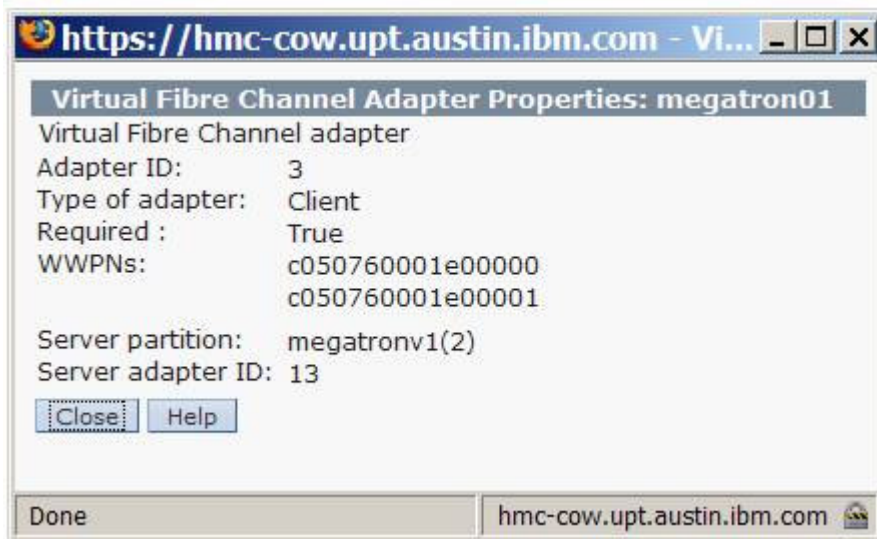 https://hmc-cow.upt.austin.ibm.com - Vi...
Virtual Fibre Channel Adapter Properties: megatron01
Virtual Fibre Channel adapter
Adapter ID: 3
Type of adapter: Client
Required : True
WWPNs: c050760001e00000
c050760001e00001
Server partition: megatronv1(2)
Server adapter ID: 13
Close Help
Done hmc-cow.upt.austin.ibm.com